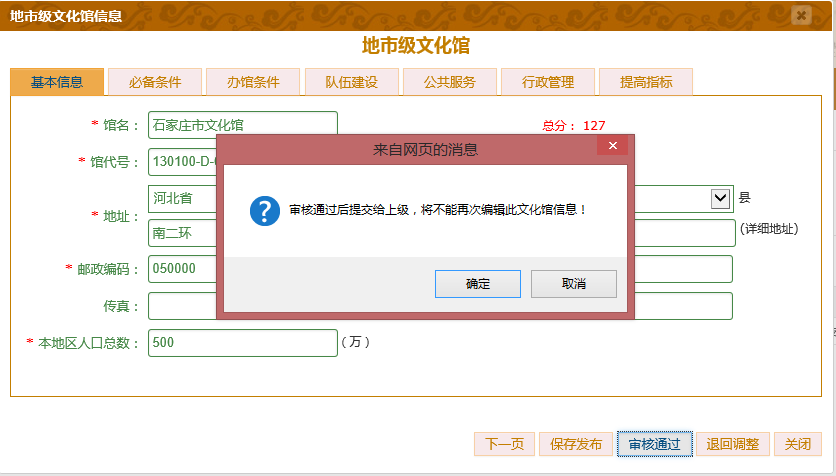 地市级文化馆信息
地市级文化馆
基本信息 必备条件 办馆条件 队伍建设 公共服务 行政管理 提高指标
* 馆名： 石家庄市文化馆 总分： 127
来自网页的消息
* 馆代号： 130100-D-
* 地址： 河北省 县
审核通过后提交给上级，将不能再次编辑此文化馆信息！
南二环 (详细地址)
* 邮政编码： 050000
确定 取消
传真：
* 本地区人口总数： 500 (万)
下一页 保存发布 审核通过 退回调整 关闭